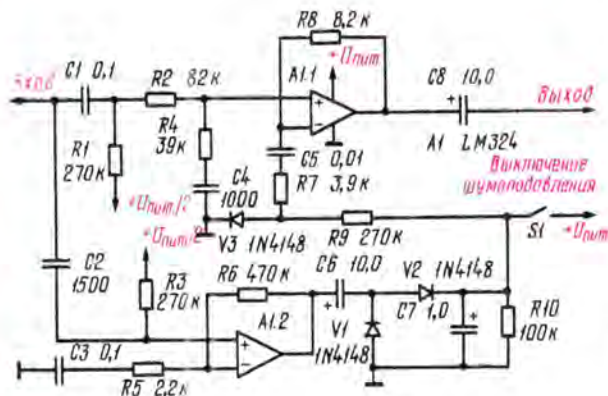 R8 8,2к
+Uпит
Вход
C1 0,1
R2 82к
A1.1
C8 10,0
Выход
R4
39к
A1 LM324
R1
270к
C5 0,01
R7 3,9к
Выключение
шумоподавления
+Uпит/2
C4
1000
+Uпит/2
V3 1N4148
R9 270к
S1
+Uпит
C2
1500
R3
270к
R6 470к
C6
10,0
V2 1N4148
C7 1,0
A1.2
R10
100к
C3 0,1
V1
1N4148
R5 2,2к